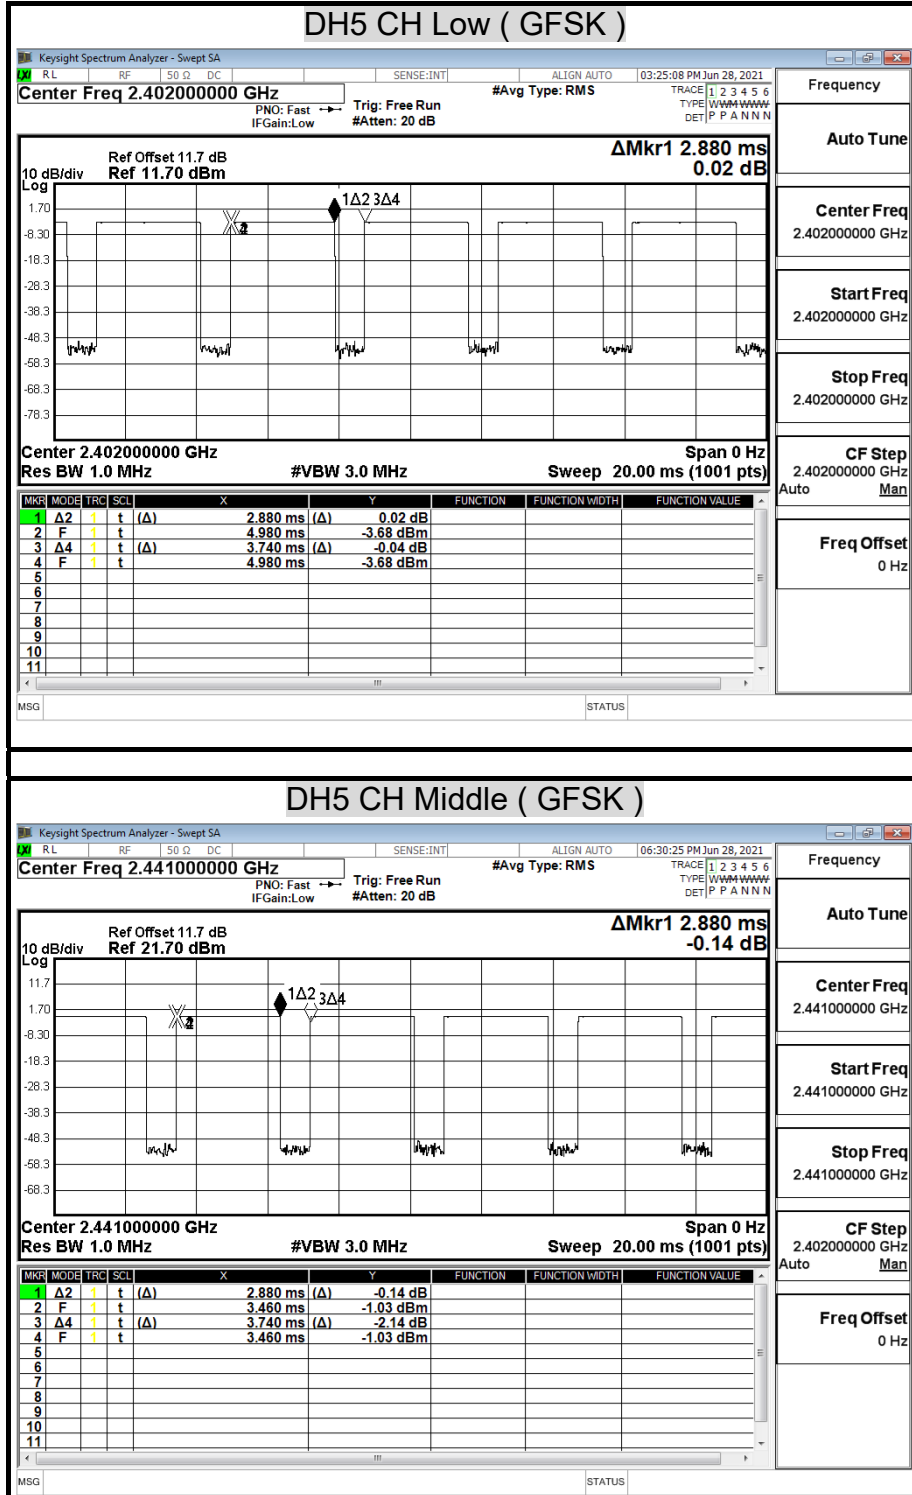 DH5 CH Low ( GFSK )
Keysight Spectrum Analyzer - Swept SA
LXI RL RF 50 Ω DC SENSE:INT ALIGN AUTO 03:25:08 PM Jun 28, 2021
Center Freq 2.402000000 GHz #Avg Type: RMS TRACE 1 2 3 4 5 6
PNO: Fast Trig: Free Run TYPE WWMWWWW
IFGain:Low #Atten: 20 dB DET P P A N N N
Frequency
Auto Tune
Center Freq
2.402000000 GHz
Start Freq
2.402000000 GHz
Stop Freq
2.402000000 GHz
CF Step
2.402000000 GHz
Auto Man
Freq Offset
0 Hz
ΔMkr1 2.880 ms
0.02 dB
Ref Offset 11.7 dB
10 dB/div Ref 11.70 dBm
Log
1.70
-8.30
-18.3
-28.3
-38.3
-48.3
-58.3
-68.3
-78.3
1Δ2 3Δ4
Center 2.402000000 GHz Span 0 Hz
Res BW 1.0 MHz #VBW 3.0 MHz Sweep 20.00 ms (1001 pts)
MKR MODE TRC SCL X Y FUNCTION FUNCTION WIDTH FUNCTION VALUE
1 Δ2 1 t (Δ) 2.880 ms (Δ) 0.02 dB
2 F 1 t 4.980 ms -3.68 dBm
3 Δ4 1 t (Δ) 3.740 ms (Δ) -0.04 dB
4 F 1 t 4.980 ms -3.68 dBm
5
6
7
8
9
10
11
MSG STATUS
DH5 CH Middle ( GFSK )
Keysight Spectrum Analyzer - Swept SA
LXI RL RF 50 Ω DC SENSE:INT ALIGN AUTO 06:30:25 PM Jun 28, 2021
Center Freq 2.441000000 GHz #Avg Type: RMS TRACE 1 2 3 4 5 6
PNO: Fast Trig: Free Run TYPE WWMWWWW
IFGain:Low #Atten: 20 dB DET P P A N N N
Frequency
Auto Tune
Center Freq
2.441000000 GHz
Start Freq
2.441000000 GHz
Stop Freq
2.441000000 GHz
CF Step
2.402000000 GHz
Auto Man
Freq Offset
0 Hz
ΔMkr1 2.880 ms
-0.14 dB
Ref Offset 11.7 dB
10 dB/div Ref 21.70 dBm
Log
11.7
1.70
-8.30
-18.3
-28.3
-38.3
-48.3
-58.3
-68.3
1Δ2 3Δ4
Center 2.441000000 GHz Span 0 Hz
Res BW 1.0 MHz #VBW 3.0 MHz Sweep 20.00 ms (1001 pts)
MKR MODE TRC SCL X Y FUNCTION FUNCTION WIDTH FUNCTION VALUE
1 Δ2 1 t (Δ) 2.880 ms (Δ) -0.14 dB
2 F 1 t 3.460 ms -1.03 dBm
3 Δ4 1 t (Δ) 3.740 ms (Δ) -2.14 dB
4 F 1 t 3.460 ms -1.03 dBm
5
6
7
8
9
10
11
MSG STATUS